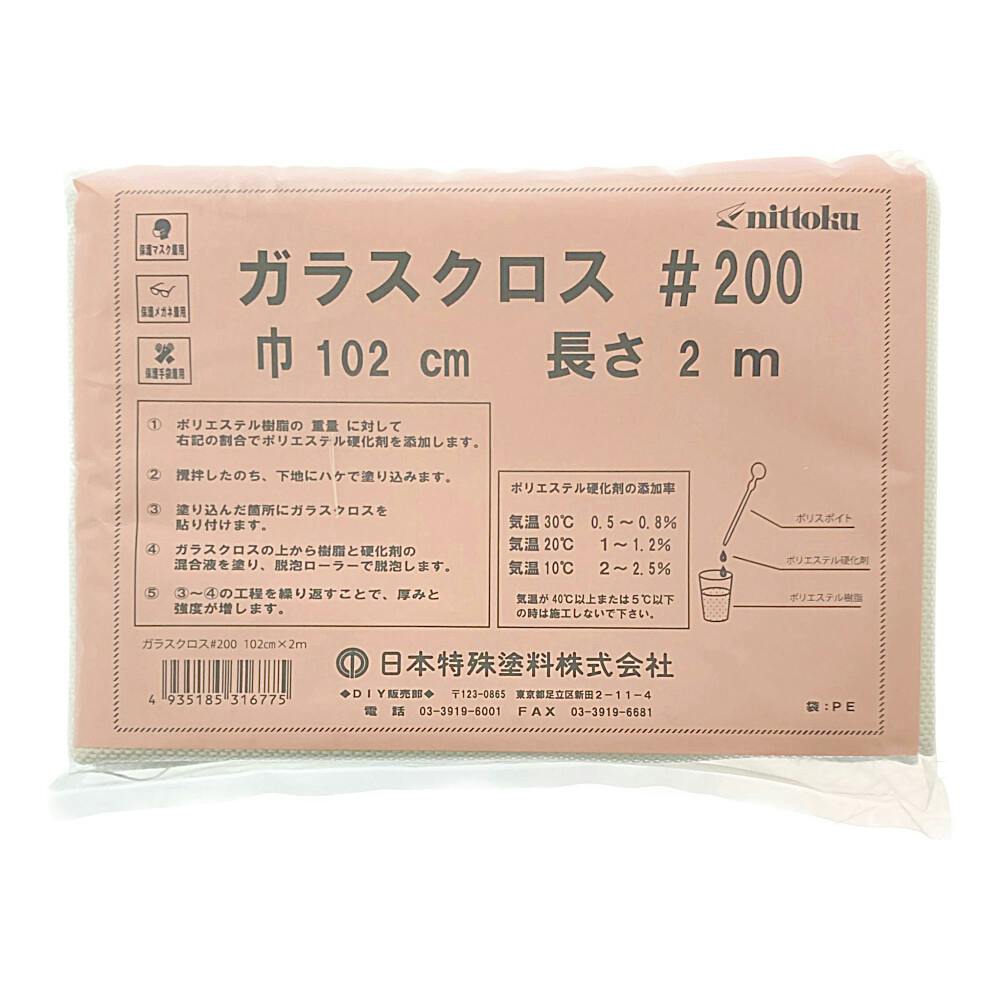 nittoku
保護マスク着用
保護メガネ着用
保護手袋着用
ガラスクロス #200
巾 102 cm 長さ 2 m
① ポリエステル樹脂の 重量 に対して
右記の割合でポリエステル硬化剤を添加します。
② 攪拌したのち、下地にハケで塗り込みます。
③ 塗り込んだ箇所にガラスクロスを
貼り付けます。
④ ガラスクロスの上から樹脂と硬化剤の
混合液を塗り、脱泡ローラーで脱泡します。
⑤ ③～④の工程を繰り返すことで、厚みと
強度が増します。
ポリエステル硬化剤の添加率
気温 30℃ 0.5～0.8%
気温 20℃ 1～1.2%
気温 10℃ 2～2.5%
気温が 40℃以上または5℃以下
の時は施工しないで下さい。
ポリスポイト
ポリエステル硬化剤
ポリエステル樹脂
ガラスクロス#200 102cm×2m
4 935185 316775
日本特殊塗料株式会社
◆DIY販売部◆ 〒123-0865 東京都足立区新田2-11-4
電話 03-3919-6001 FAX 03-3919-6681
袋:PE